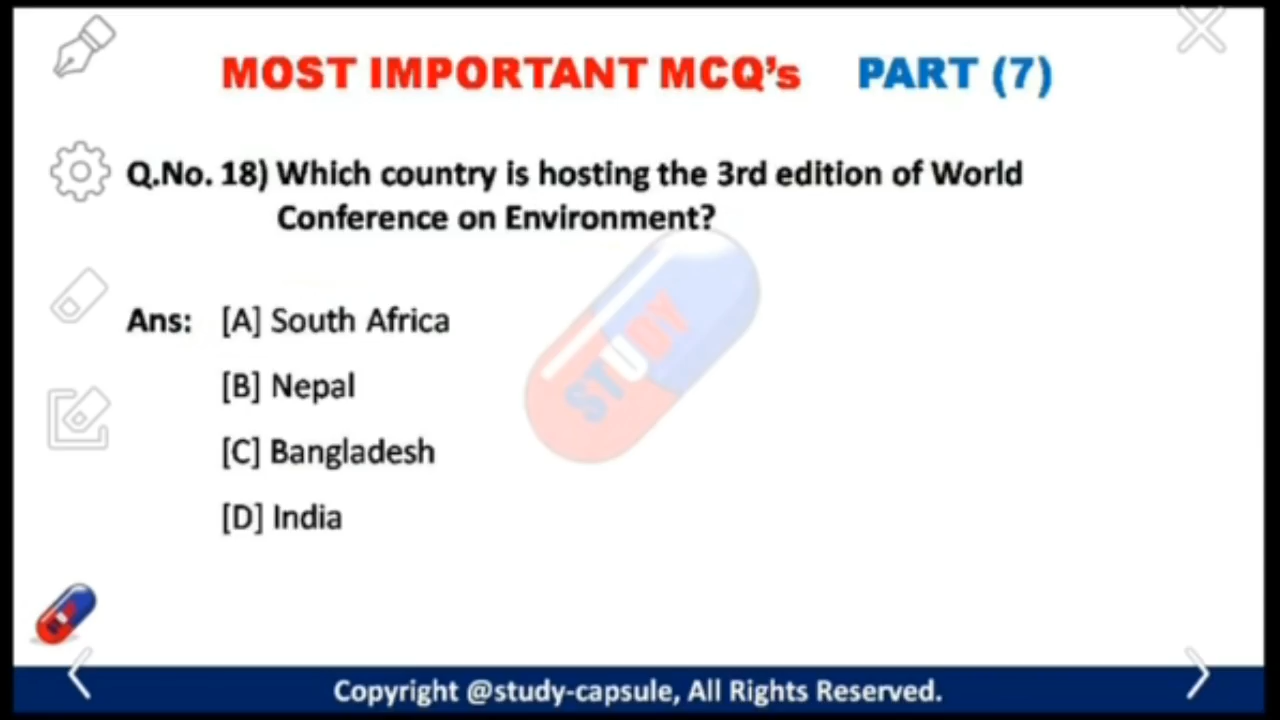 MOST IMPORTANT MCQ's PART (7)
Q.No. 18) Which country is hosting the 3rd edition of World
Conference on Environment?
STUDY
Ans: [A] South Africa
[B] Nepal
[C] Bangladesh
[D] India
Copyright @study-capsule, All Rights Reserved.